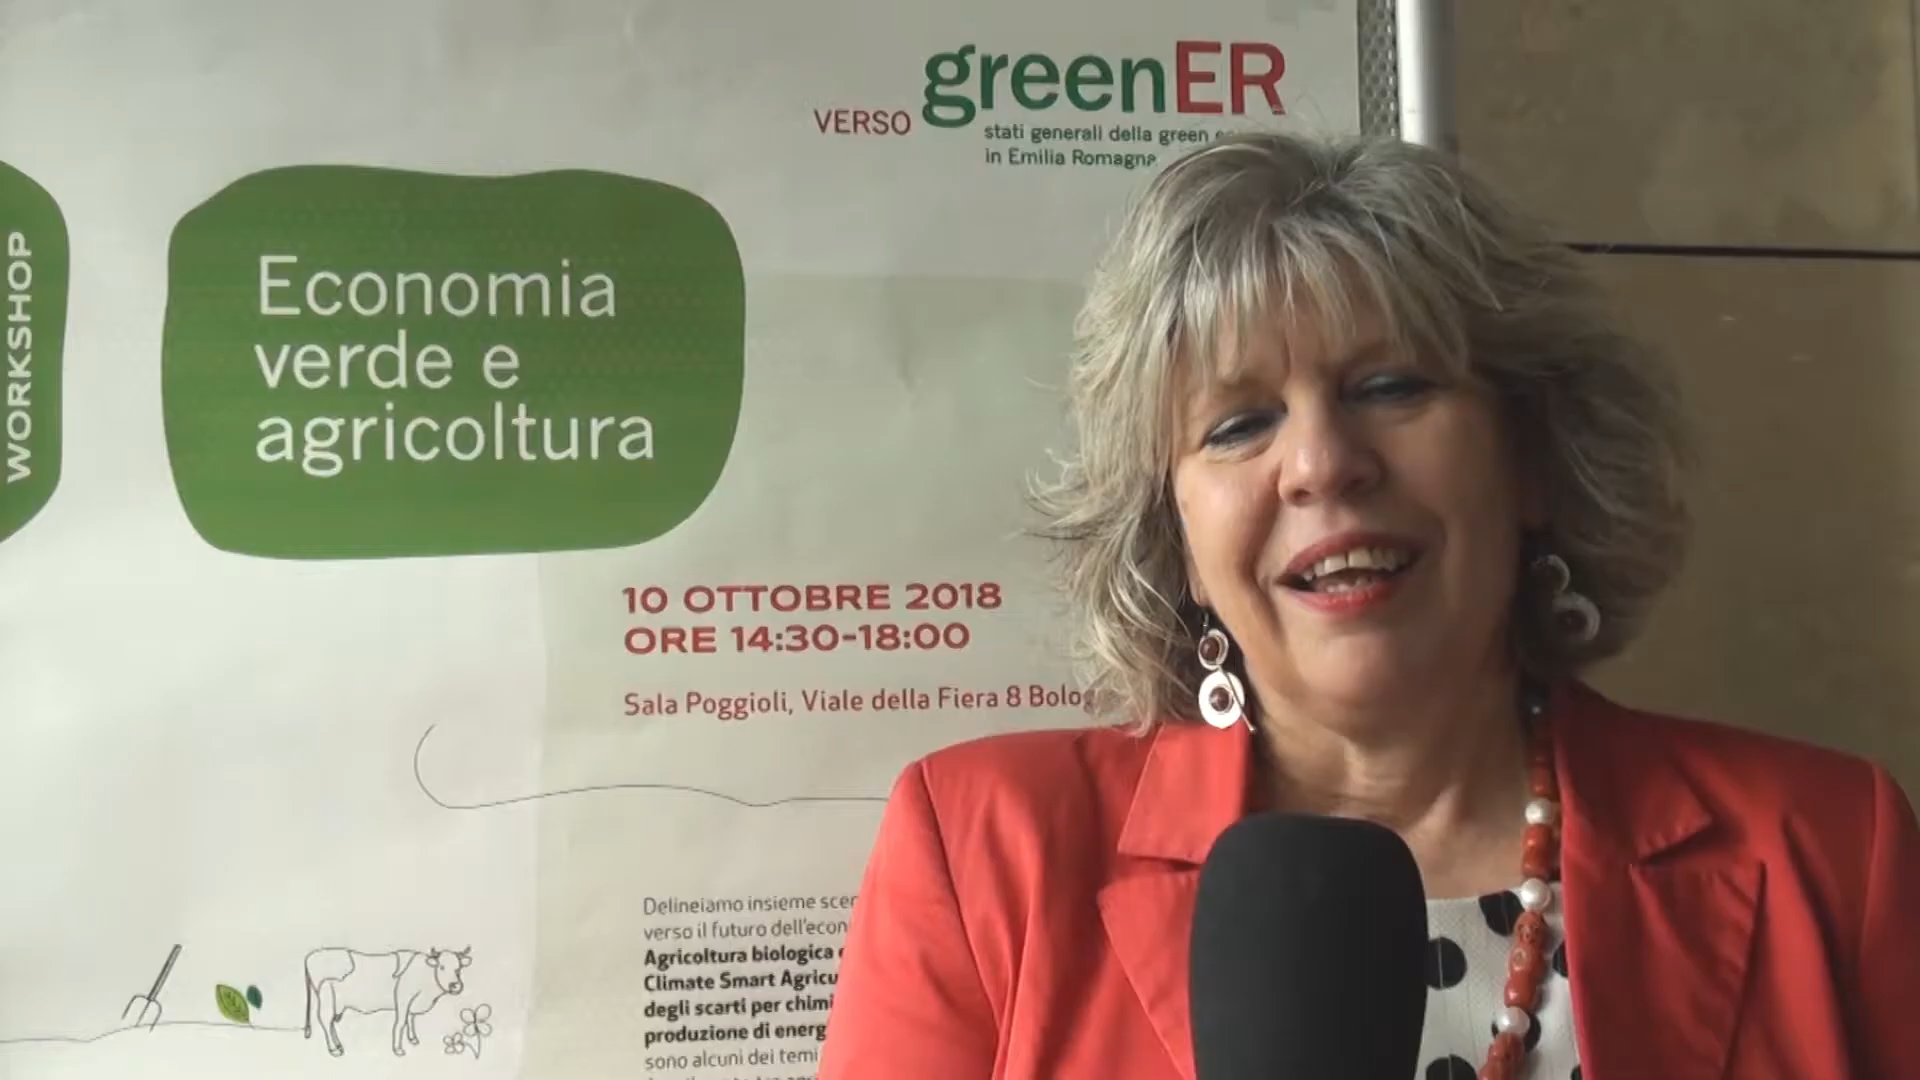 VERSO greenER
stati generali della green
in Emilia Romagna
WORKSHOP
Economia
verde e
agricoltura
10 OTTOBRE 2018
ORE 14:30-18:00
Sala Poggioli, Viale della Fiera 8
Delineiamo insieme
verso il futuro
Agricoltura biologica
Climate Smart
degli scarti per
produzione di
sono alcuni dei temi